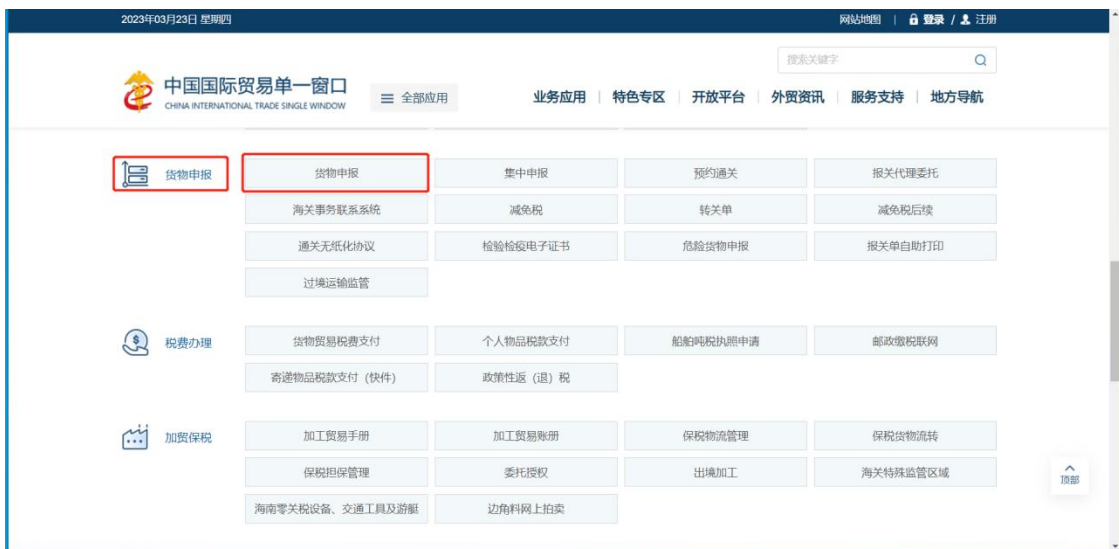 2023年03月23日 星期四 网站地图 | 登录 / 注册
搜索关键字
中国国际贸易单一窗口
CHINA INTERNATIONAL TRADE SINGLE WINDOW
全部应用 业务应用 | 特色专区 | 开放平台 | 外贸资讯 | 服务支持 | 地方导航
货物申报 货物申报 集中申报 预约通关 报关代理委托
海关事务联系系统 减免税 转关单 减免税后续
通关无纸化协议 检验检疫电子证书 危险货物申报 报关单自助打印
过境运输监管
税费办理 货物贸易税费支付 个人物品税款支付 船舶吨税执照申请 邮政缴税联网
寄递物品税款支付（快件） 政策性返（退）税
加贸保税 加工贸易手册 加工贸易账册 保税物流管理 保税货物流转
保税担保管理 委托授权 出境加工 海关特殊监管区域
顶部
海南零关税设备、交通工具及游艇 边角料网上拍卖